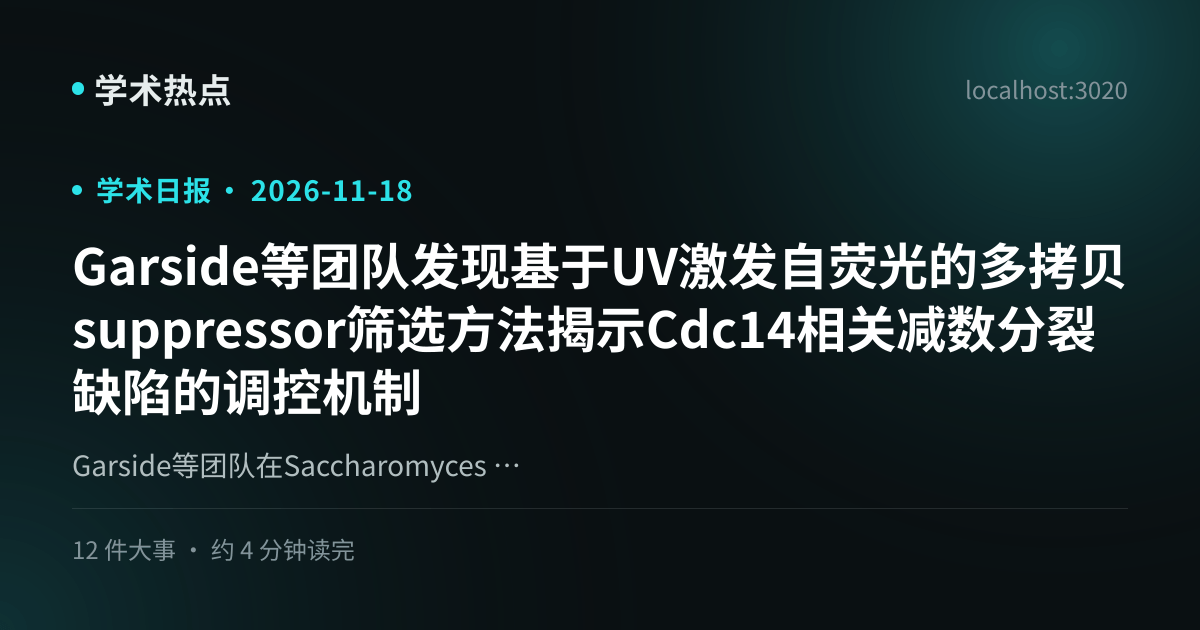 学术热点
localhost:3020
学术日报 · 2026-11-18
Garside等团队发现基于UV激发自荧光的多拷贝
suppressor筛选方法揭示Cdc14相关减数分裂
缺陷的调控机制
Garside等团队在Saccharomyces …
12 件大事 · 约 4 分钟读完